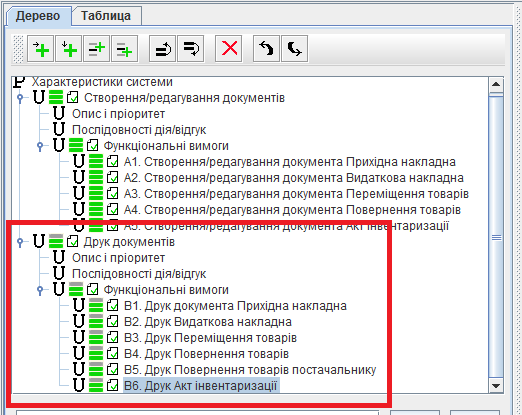 Дерево Таблица
Характеристики системи
Створення/редагування документів
Опис і пріоритет
Послідовності дія/відгук
Функціональні вимоги
A1. Створення/редагування документа Прихідна накладна
A2. Створення/редагування документа Видаткова накладна
A3. Створення/редагування документа Переміщення товарів
A4. Створення/редагування документа Повернення товарів
A5. Створення/редагування документа Акт інвентаризації
Друк документів
Опис і пріоритет
Послідовності дія/відгук
Функціональні вимоги
B1. Друк документа Прихідна накладна
B2. Друк Видаткова накладна
B3. Друк Переміщення товарів
B4. Друк Повернення товарів
B5. Друк Повернення товарів постачальнику
B6. Друк Акт інвентаризації